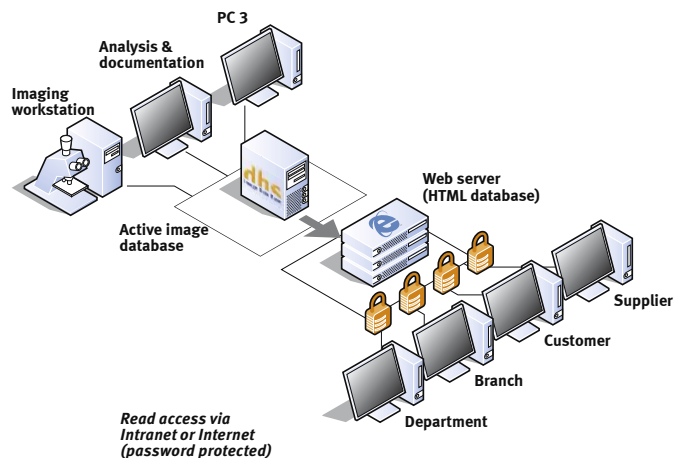 PC 3
Analysis &
documentation
Imaging
workstation
dhs
Web server
(HTML database)
Active image
database
Supplier
Customer
Branch
Department
Read access via
Intranet or Internet
(password protected)